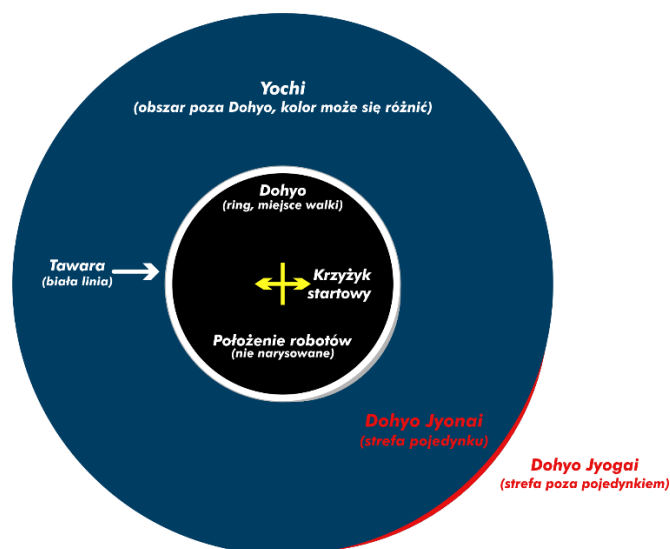 Yochi
(obszar poza Dohyo, kolor może się różnić)
Dohyo
(ring, miejsce walki)
Tawara
(biała linia)
Krzyżyk
startowy
Położenie robotów
(nie narysowane)
Dohyo Jyonai
(strefa pojedynku)
Dohyo Jyogai
(strefa poza pojedynkiem)